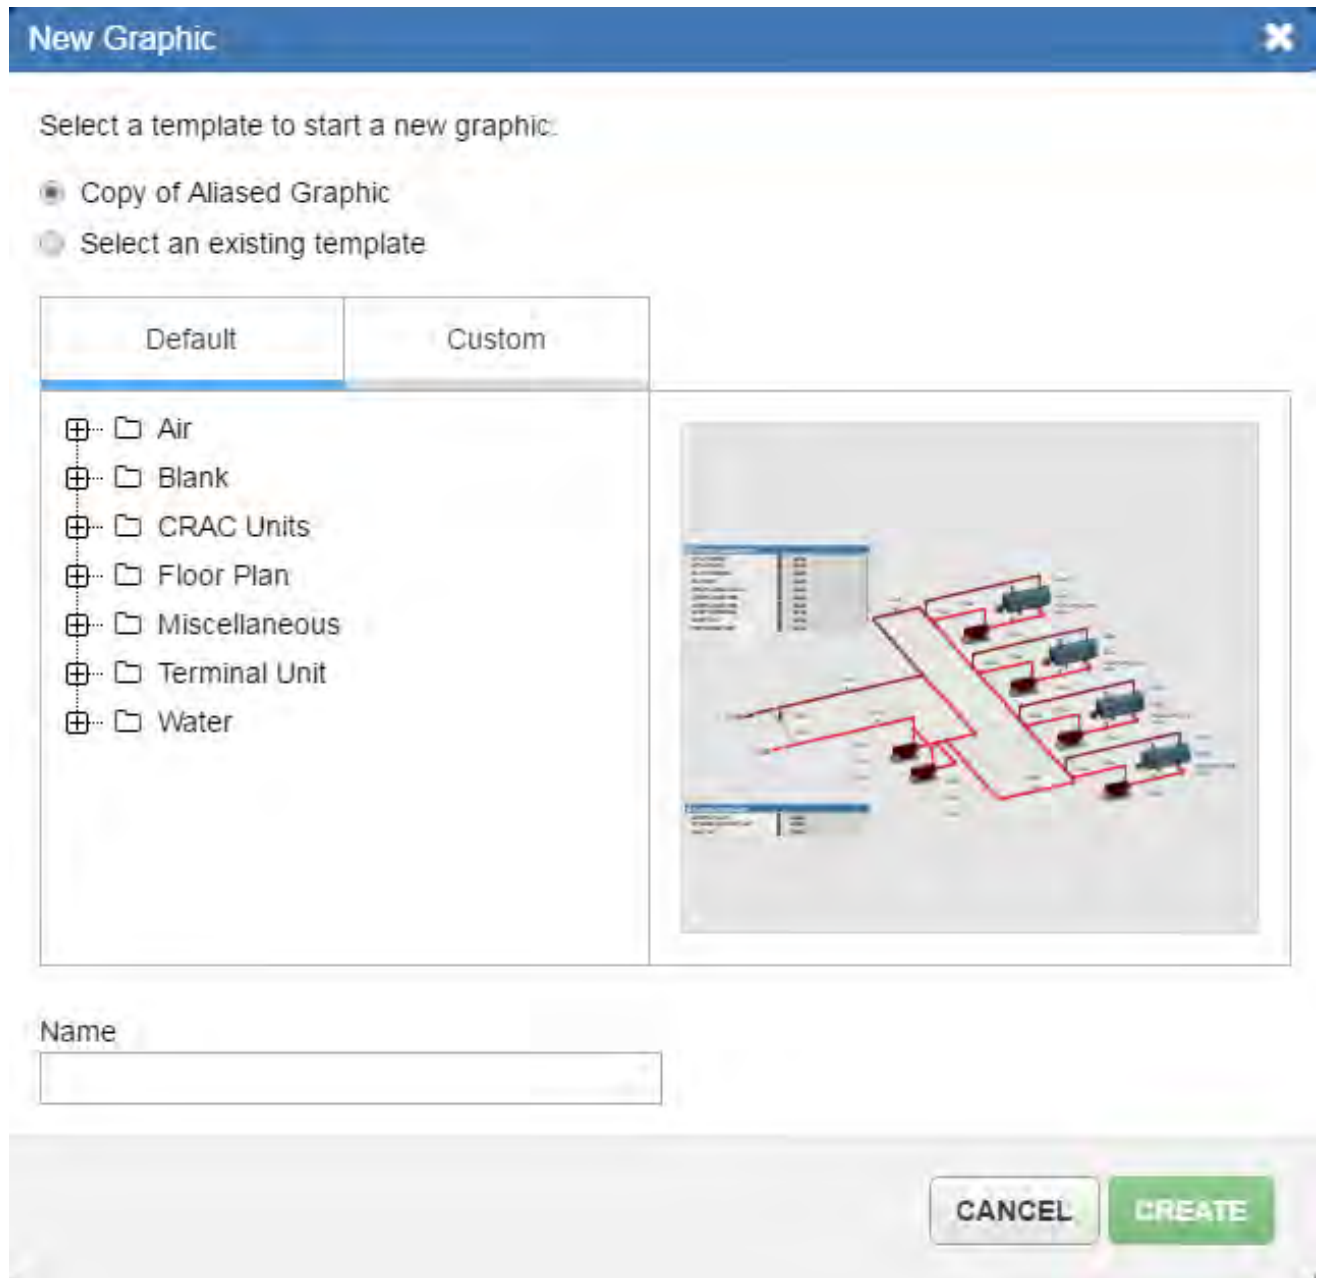 New Graphic
Select a template to start a new graphic:
Copy of Aliased Graphic
Select an existing template
Default Custom
Air
Blank
CRAC Units
Floor Plan
Miscellaneous
Terminal Unit
Water
Name
CANCEL CREATE